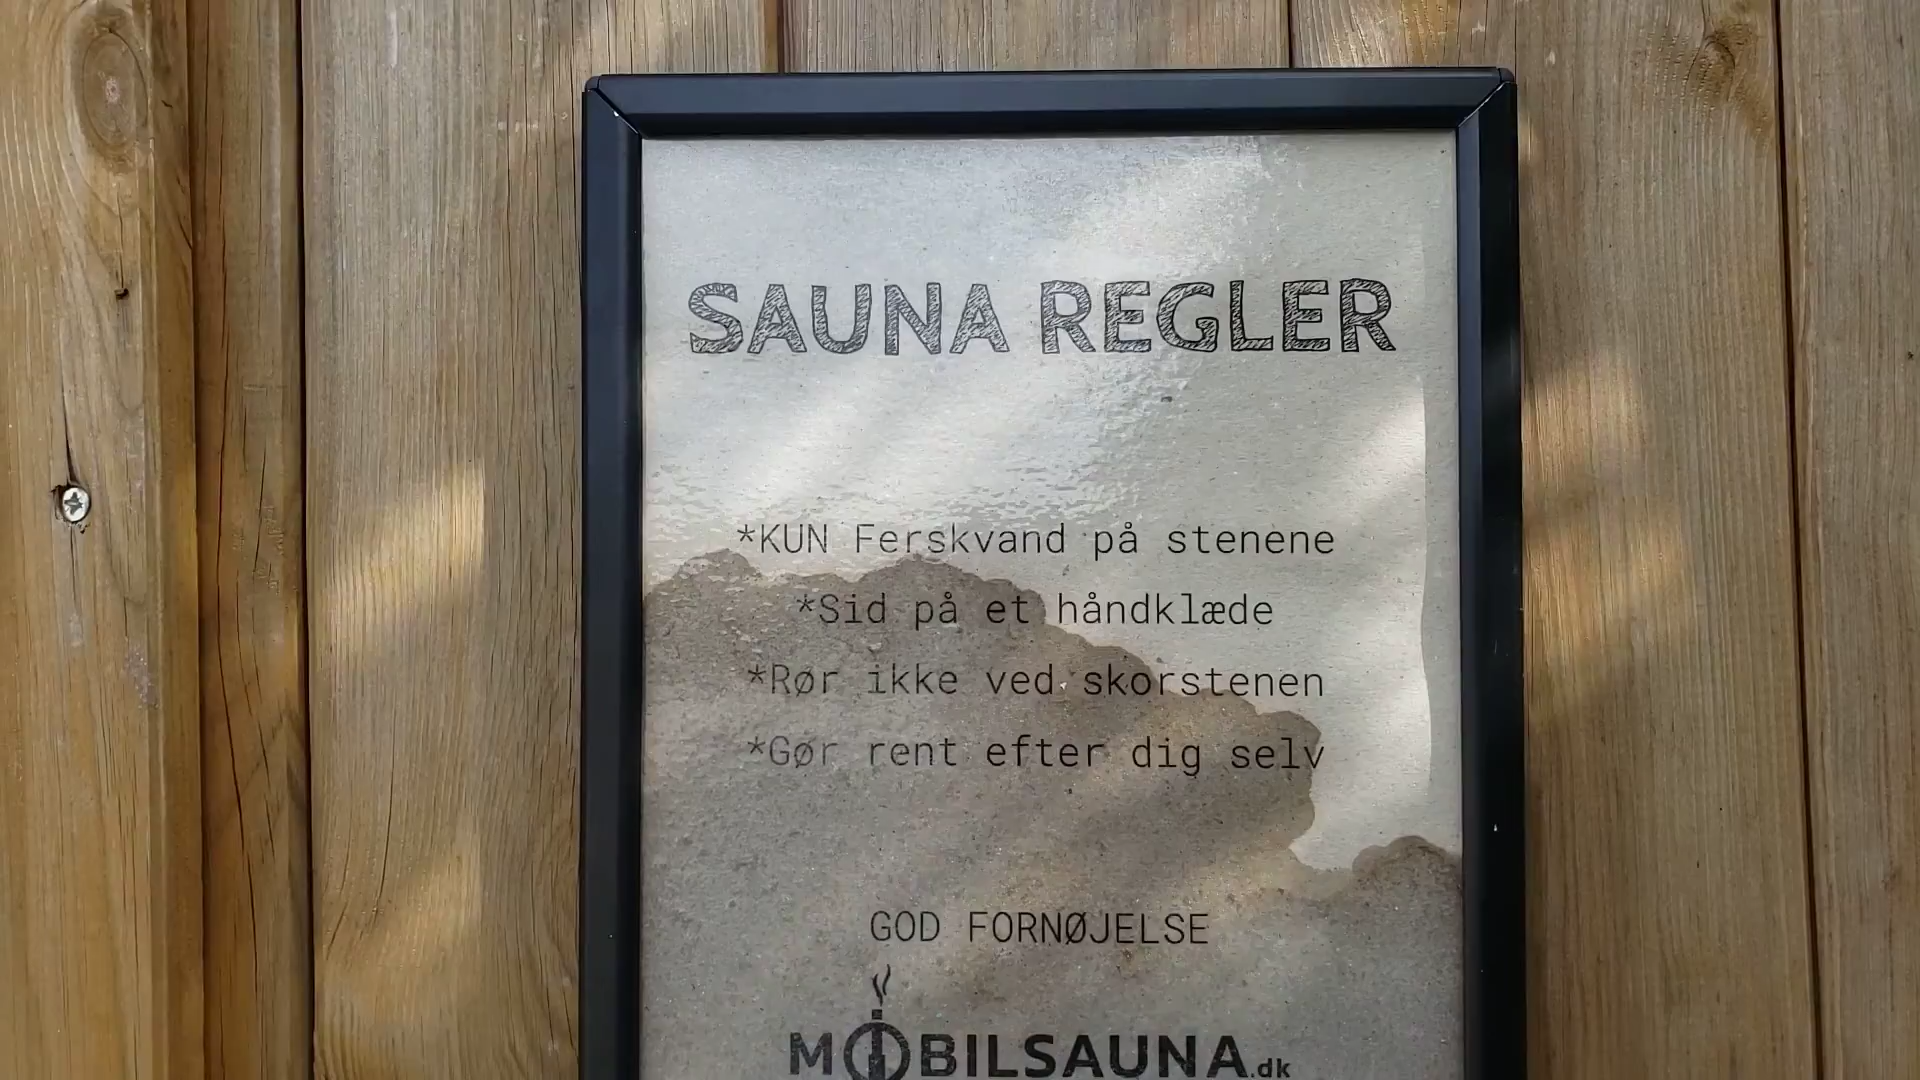 SAUNA REGLER
*KUN Ferskvand på stenene
*Sid på et håndklæde
*Rør ikke ved skorstenen
*Gør rent efter dig selv
GOD FORNØJELSE
MOBILSAUNA.dk